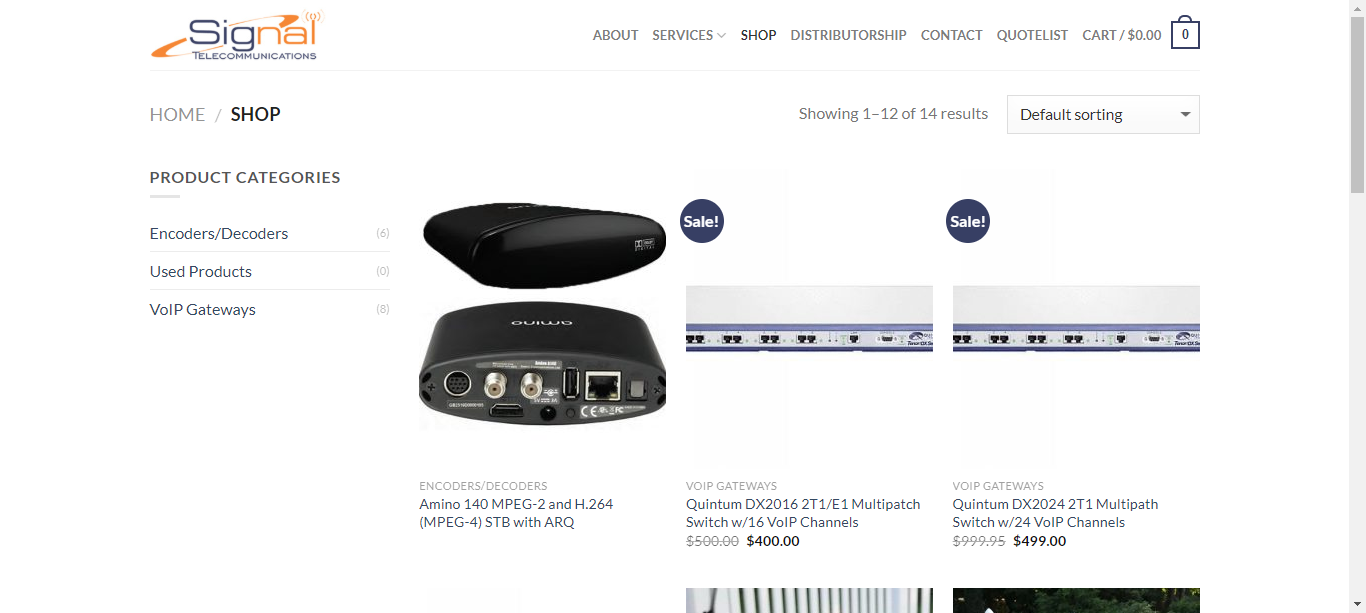 Signal
TELECOMMUNICATIONS
ABOUT
SERVICES
SHOP
DISTRIBUTORSHIP
CONTACT
QUOTELIST
CART / $0.00
0
HOME / SHOP
Showing 1–12 of 14 results
Default sorting
PRODUCT CATEGORIES
Encoders/Decoders (6)
Used Products (0)
VoIP Gateways (8)
Sale!
Sale!
ENCODERS/DECODERS
Amino 140 MPEG-2 and H.264
(MPEG-4) STB with ARQ
VOIP GATEWAYS
Quintum DX2016 2T1/E1 Multipatch
Switch w/16 VoIP Channels
$500.00 $400.00
VOIP GATEWAYS
Quintum DX2024 2T1 Multipath
Switch w/24 VoIP Channels
$999.95 $499.00